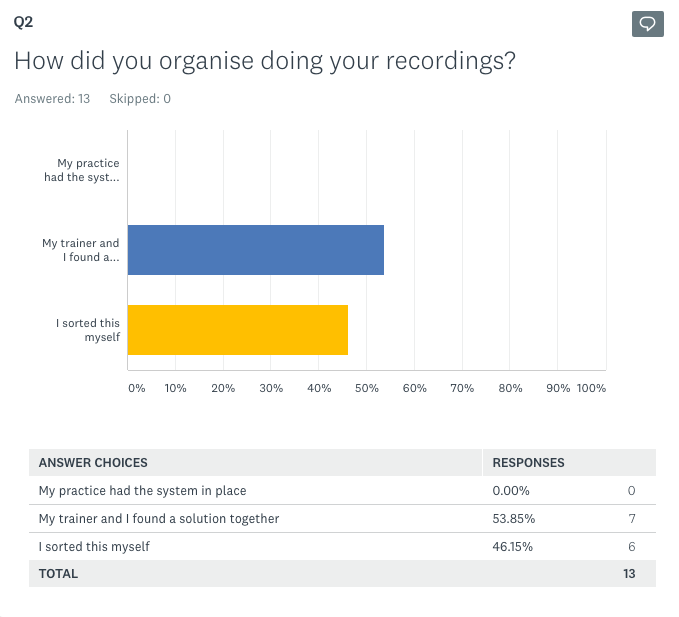 Q2
How did you organise doing your recordings?
Answered: 13 Skipped: 0
My practice
had the syst...
My trainer and
I found a...
I sorted this
myself
0% 10% 20% 30% 40% 50% 60% 70% 80% 90% 100%
ANSWER CHOICES RESPONSES
My practice had the system in place 0.00% 0
My trainer and I found a solution together 53.85% 7
I sorted this myself 46.15% 6
TOTAL 13